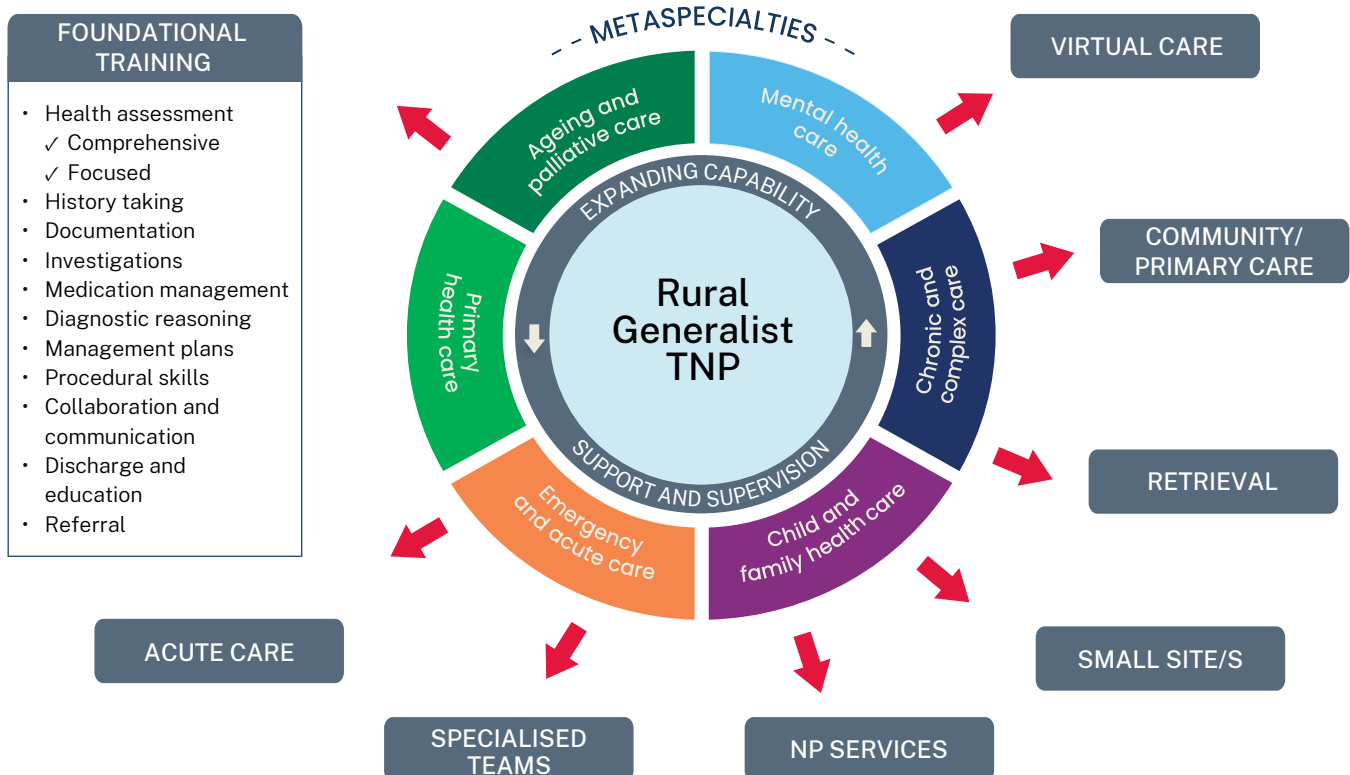 FOUNDATIONAL
TRAINING
• Health assessment
✓ Comprehensive
✓ Focused
• History taking
• Documentation
• Investigations
• Medication management
• Diagnostic reasoning
• Management plans
• Procedural skills
• Collaboration and
communication
• Discharge and
education
• Referral
-- METASPECIALTIES --
Ageing and
palliative care
Mental health
care
Primary
health care
Chronic and
complex care
Emergency
and acute care
Child and
family health care
EXPANDING CAPABILITY
Rural
Generalist
TNP
SUPPORT AND SUPERVISION
VIRTUAL CARE
COMMUNITY/
PRIMARY CARE
RETRIEVAL
SMALL SITE/S
NP SERVICES
SPECIALISED
TEAMS
ACUTE CARE